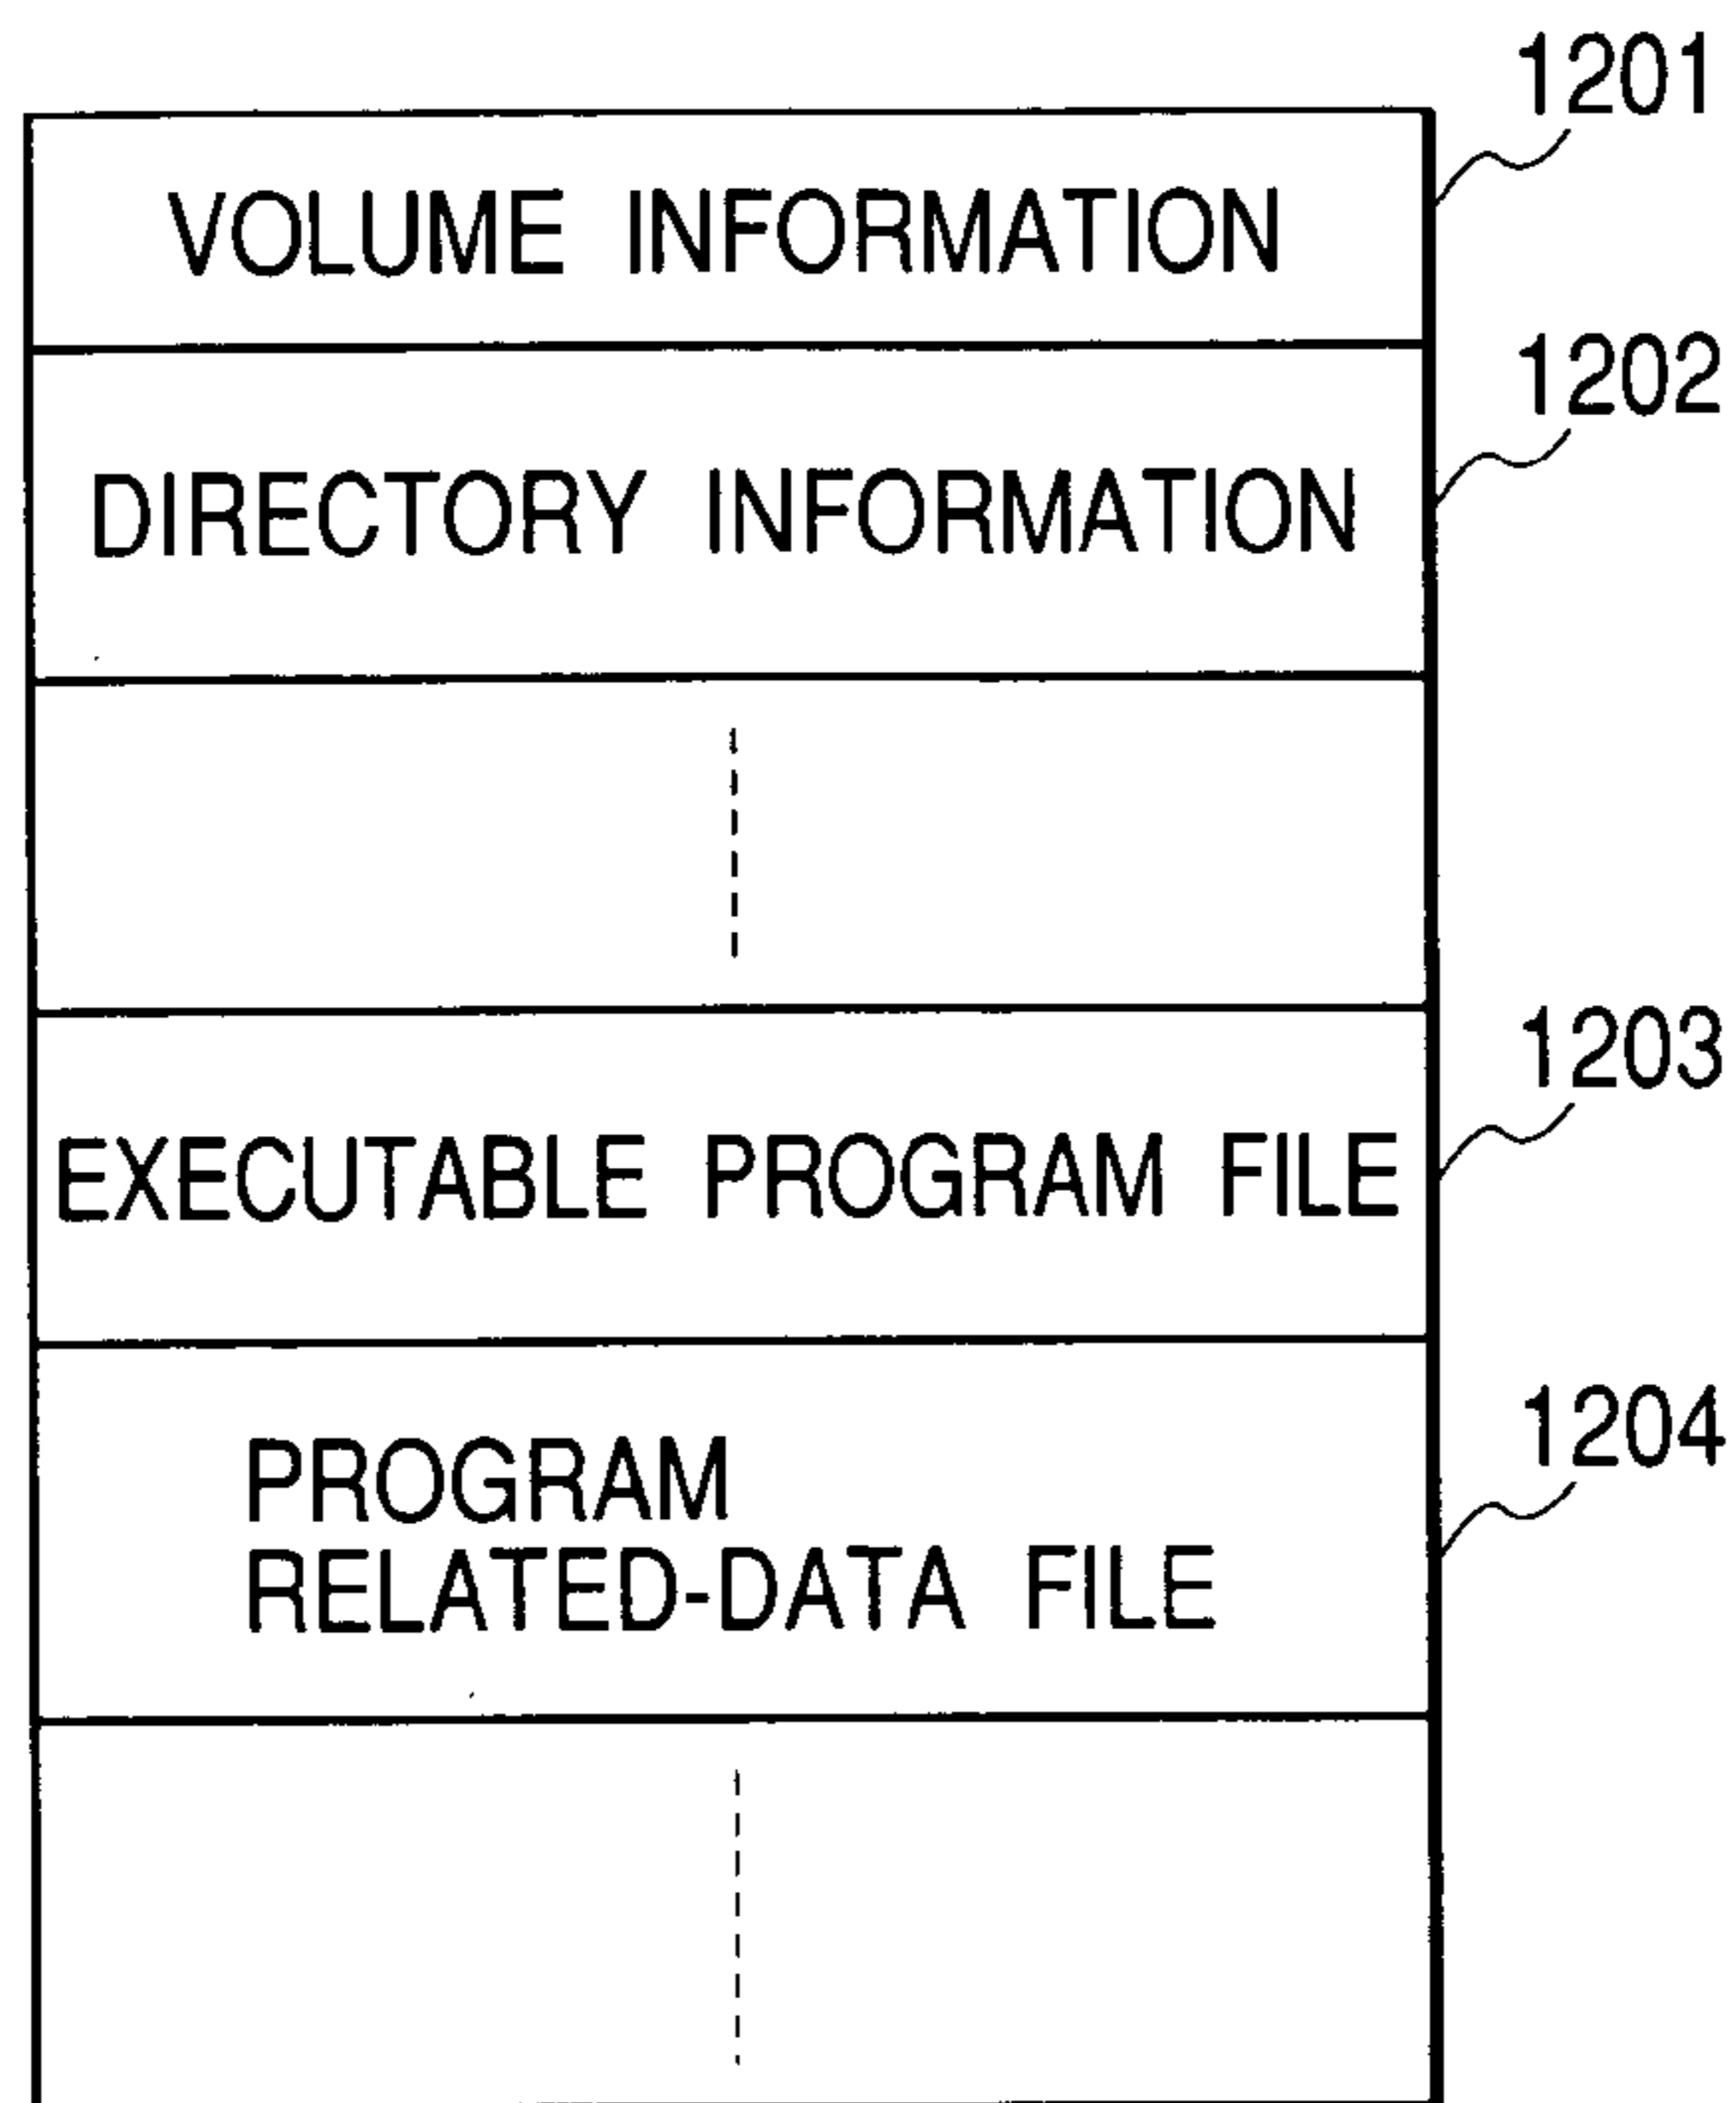 1201
VOLUME INFORMATION
1202
DIRECTORY INFORMATION
1203
EXECUTABLE PROGRAM FILE
1204
PROGRAM
RELATED-DATA FILE